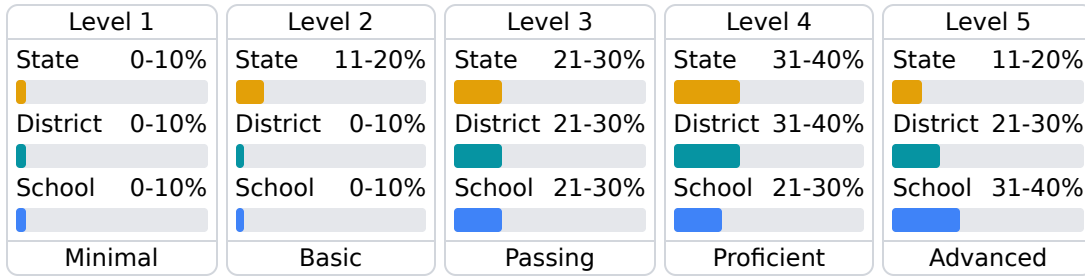 Level 1
State 0-10%
District 0-10%
School 0-10%
Minimal
Level 2
State 11-20%
District 0-10%
School 0-10%
Basic
Level 3
State 21-30%
District 21-30%
School 21-30%
Passing
Level 4
State 31-40%
District 31-40%
School 21-30%
Proficient
Level 5
State 11-20%
District 21-30%
School 31-40%
Advanced